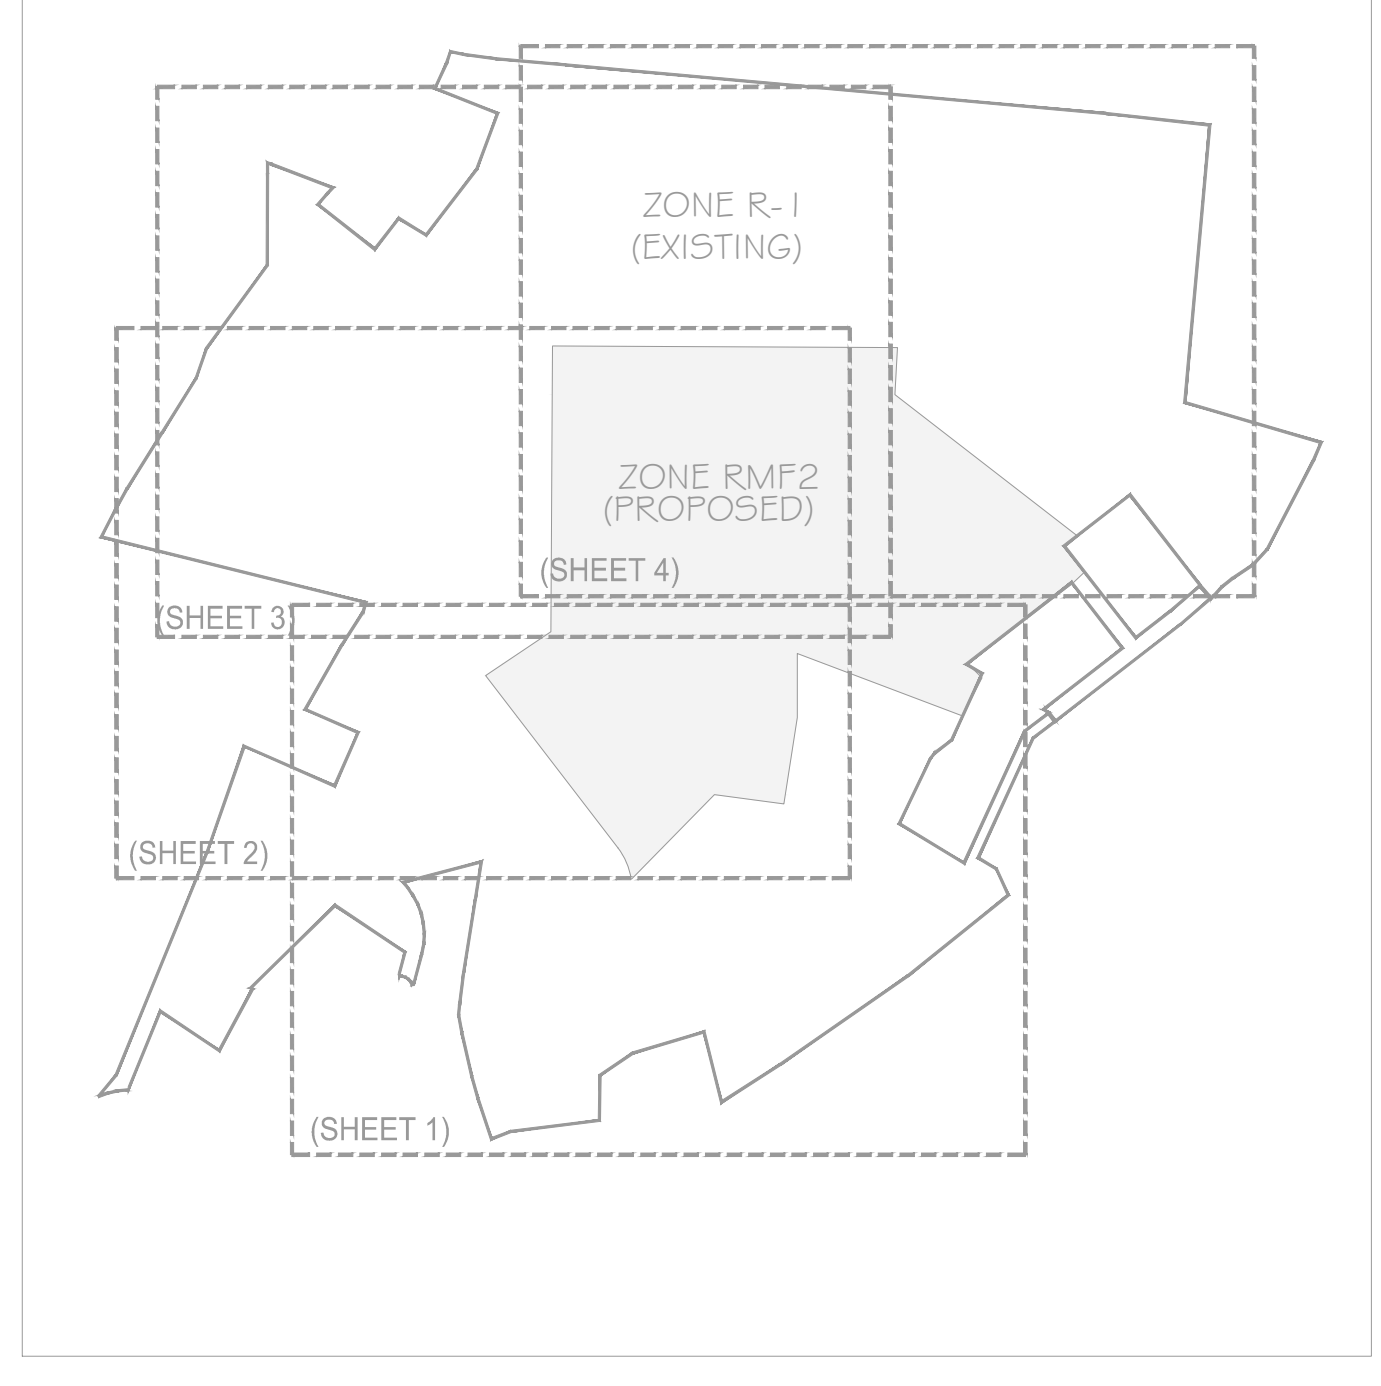 ZONE R-1
(EXISTING)
ZONE RMF2
(PROPOSED)
(SHEET 4)
(SHEET 3)
(SHEET 2)
(SHEET 1)